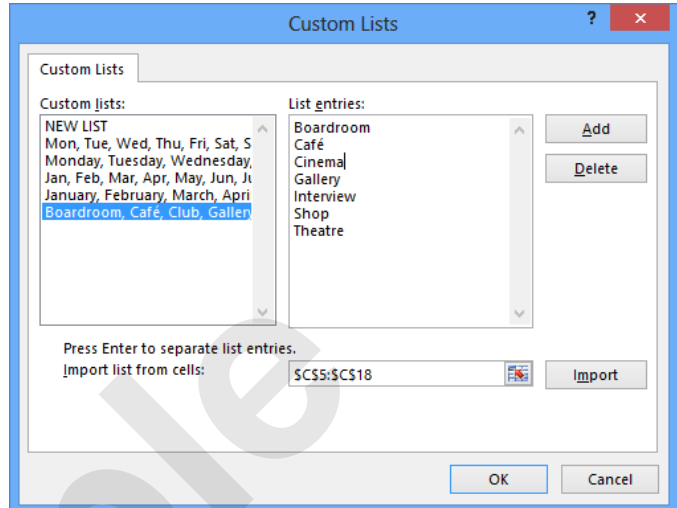 Custom Lists
?
×
Custom Lists
Custom lists:
NEW LIST
Mon, Tue, Wed, Thu, Fri, Sat, S
Monday, Tuesday, Wednesday,
Jan, Feb, Mar, Apr, May, Jun, Ju
January, February, March, Apri
Boardroom, Café, Club, Gallery
List entries:
Boardroom
Café
Cinema
Gallery
Interview
Shop
Theatre
Add
Delete
Press Enter to separate list entries.
Import list from cells:
$C$5:$C$18
Import
OK
Cancel